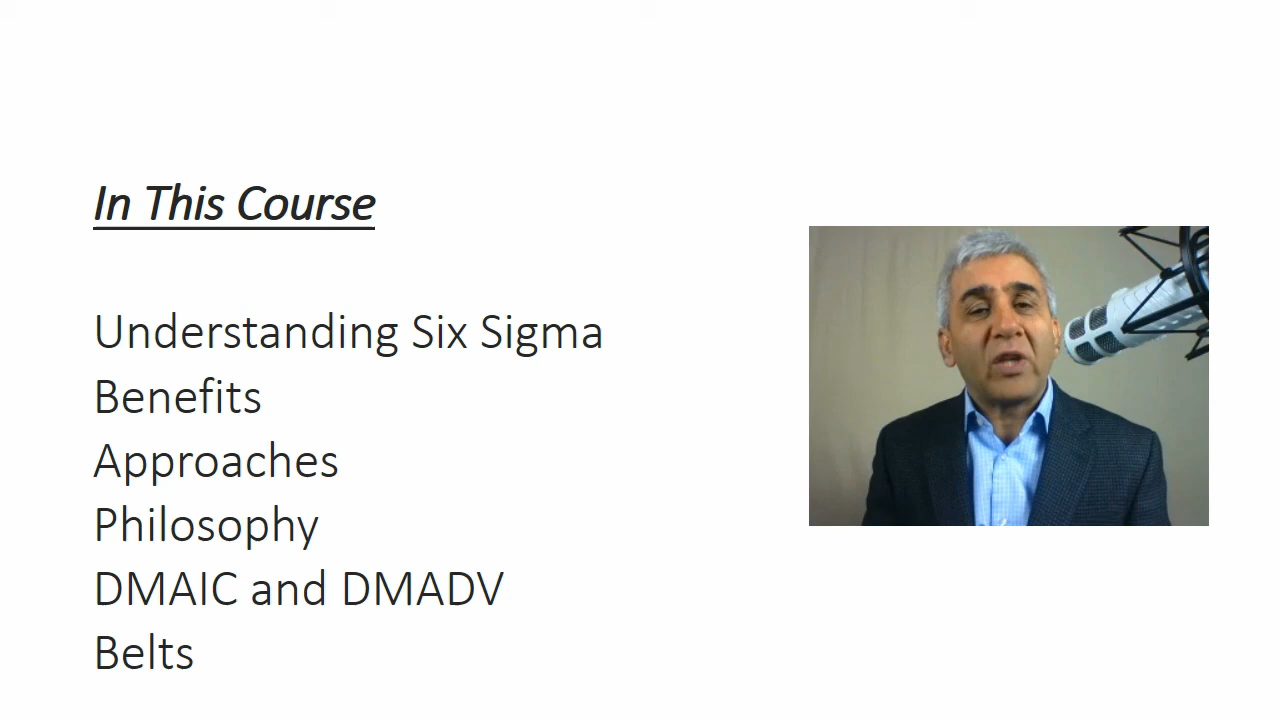 In This Course
Understanding Six Sigma
Benefits
Approaches
Philosophy
DMAIC and DMADV
Belts